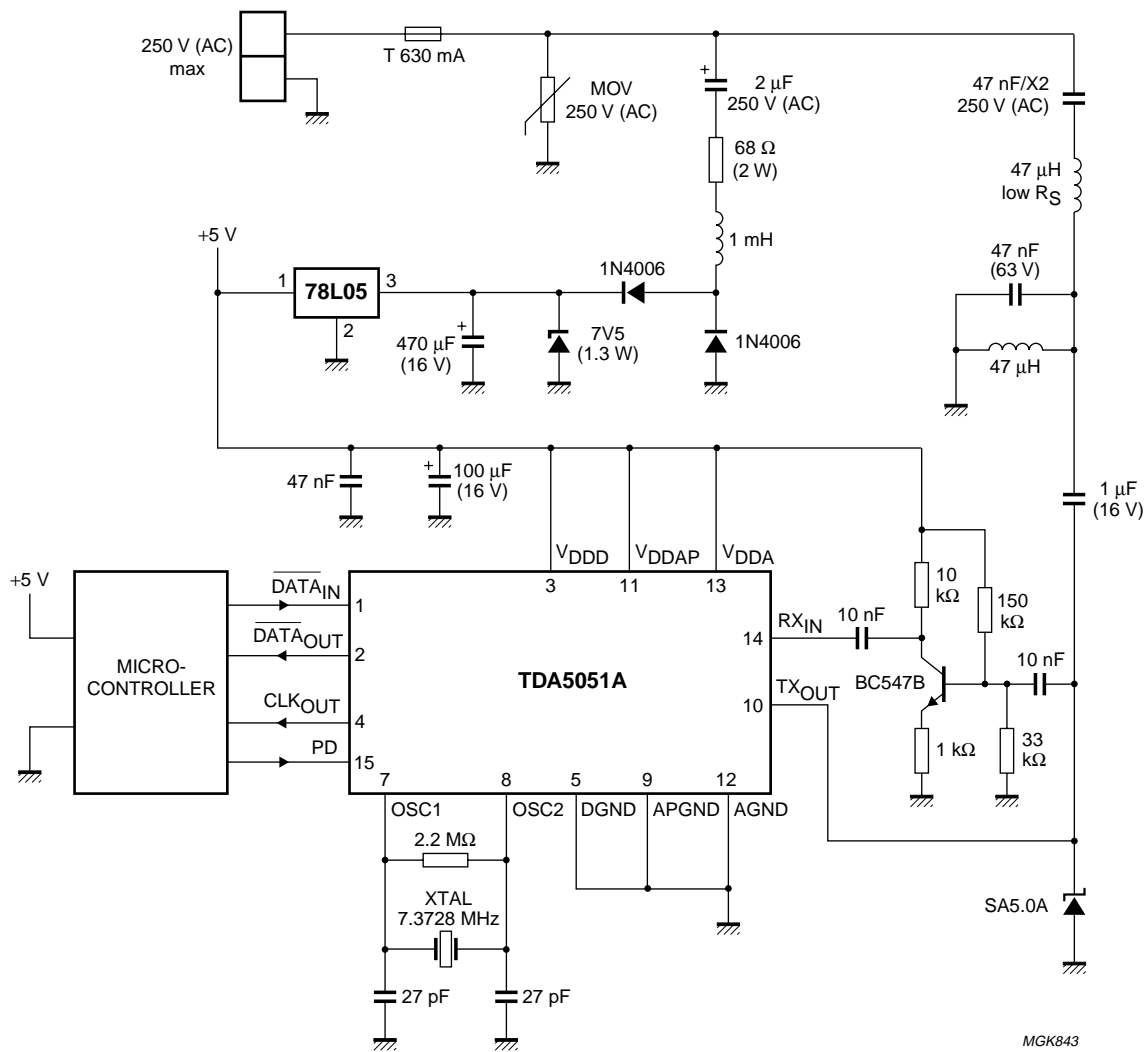 250 V (AC)
max
T 630 mA
MOV
250 V (AC)
+
2 μF
250 V (AC)
47 nF/X2
250 V (AC)
68 Ω
(2 W)
47 μH
low RS
1 mH
+5 V
47 nF
(63 V)
1N4006
1
78L05
3
2
+
470 μF
(16 V)
7V5
(1.3 W)
1N4006
47 μH
47 nF
+
100 μF
(16 V)
1 μF
(16 V)
VDDD
VDDAP
VDDA
+5 V
DATAIN
3
11
13
10
kΩ
1
10 nF
150
kΩ
RXIN
DATAOUT
14
2
MICRO-
CONTROLLER
TDA5051A
BC547B
10 nF
TXOUT
CLKOUT
10
4
PD
15
1 kΩ
33
kΩ
7
8
5
9
12
OSC1
OSC2
DGND
APGND
AGND
2.2 MΩ
XTAL
7.3728 MHz
SA5.0A
27 pF
27 pF
MGK843